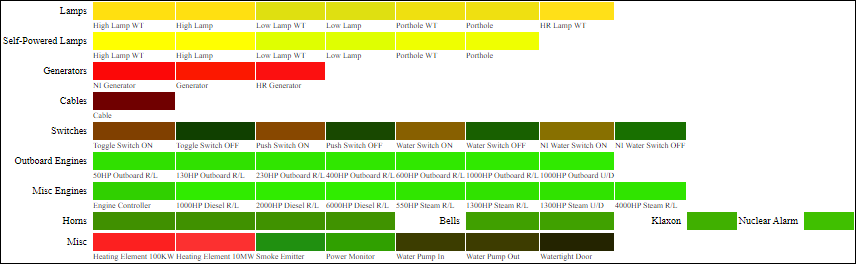 Lamps
High Lamp WT High Lamp Low Lamp WT Low Lamp Porthole WT Porthole HR Lamp WT
Self-Powered Lamps
High Lamp WT High Lamp Low Lamp WT Low Lamp Porthole WT Porthole
Generators
NI Generator Generator HR Generator
Cables
Cable
Switches
Toggle Switch ON Toggle Switch OFF Push Switch ON Push Switch OFF Water Switch ON Water Switch OFF NI Water Switch ON NI Water Switch OFF
Outboard Engines
50HP Outboard R/L 130HP Outboard R/L 230HP Outboard R/L 400HP Outboard R/L 600HP Outboard R/L 1000HP Outboard R/L 1000HP Outboard U/D
Misc Engines
Engine Controller 1000HP Diesel R/L 2000HP Diesel R/L 6000HP Diesel R/L 550HP Steam R/L 1300HP Steam R/L 1300HP Steam U/D 4000HP Steam R/L
Horns Bells Klaxon Nuclear Alarm
Misc
Heating Element 100KW Heating Element 10MW Smoke Emitter Power Monitor Water Pump In Water Pump Out Watertight Door